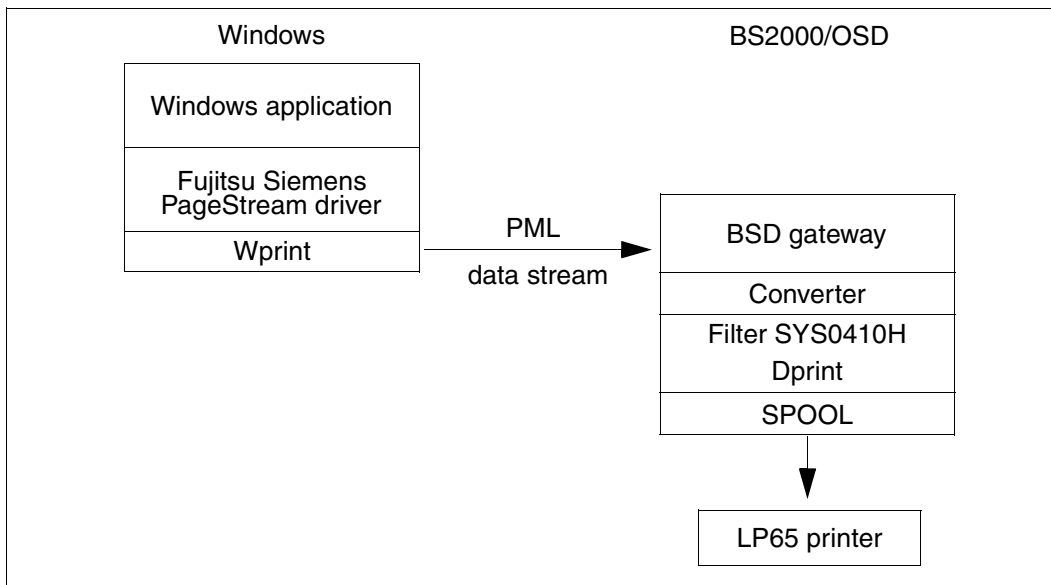 Windows
Windows application
Fujitsu Siemens
PageStream driver
Wprint
PML
data stream
BS2000/OSD
BSD gateway
Converter
Filter SYS0410H
Dprint
SPOOL
LP65 printer